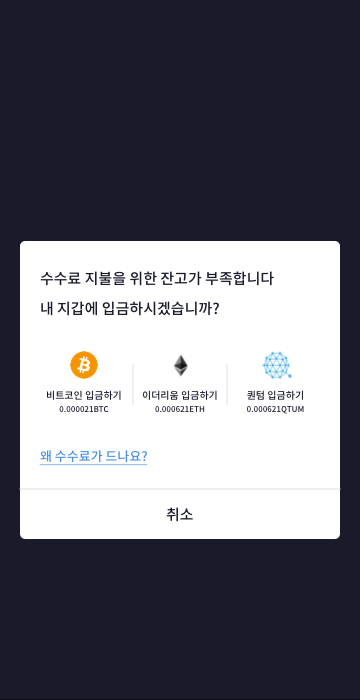 수수료 지불을 위한 잔고가 부족합니다
내 지갑에 입금하시겠습니까?
비트코인 입금하기
0.000021BTC
이더리움 입금하기
0.000621ETH
퀀텀 입금하기
0.000621QTUM
왜 수수료가 드나요?
취소